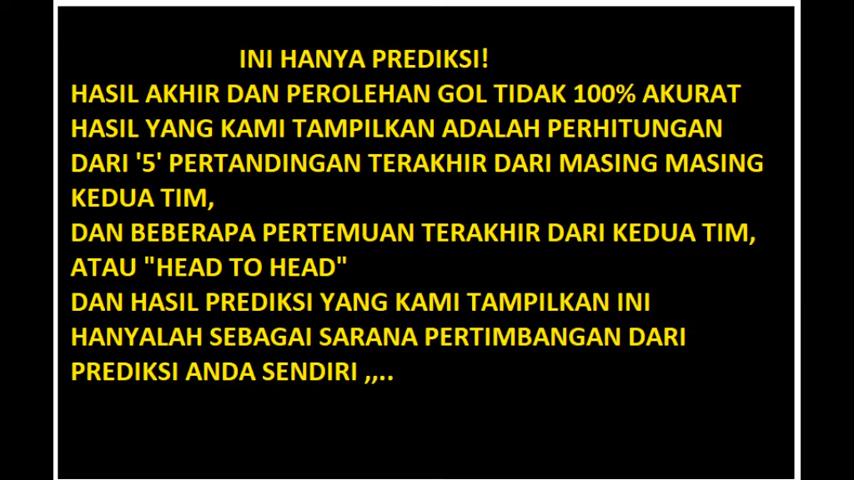 INI HANYA PREDIKSI!
HASIL AKHIR DAN PEROLEHAN GOL TIDAK 100% AKURAT
HASIL YANG KAMI TAMPILKAN ADALAH PERHITUNGAN
DARI '5' PERTANDINGAN TERAKHIR DARI MASING MASING
KEDUA TIM,
DAN BEBERAPA PERTEMUAN TERAKHIR DARI KEDUA TIM,
ATAU "HEAD TO HEAD"
DAN HASIL PREDIKSI YANG KAMI TAMPILKAN INI
HANYALAH SEBAGAI SARANA PERTIMBANGAN DARI
PREDIKSI ANDA SENDIRI ,,..